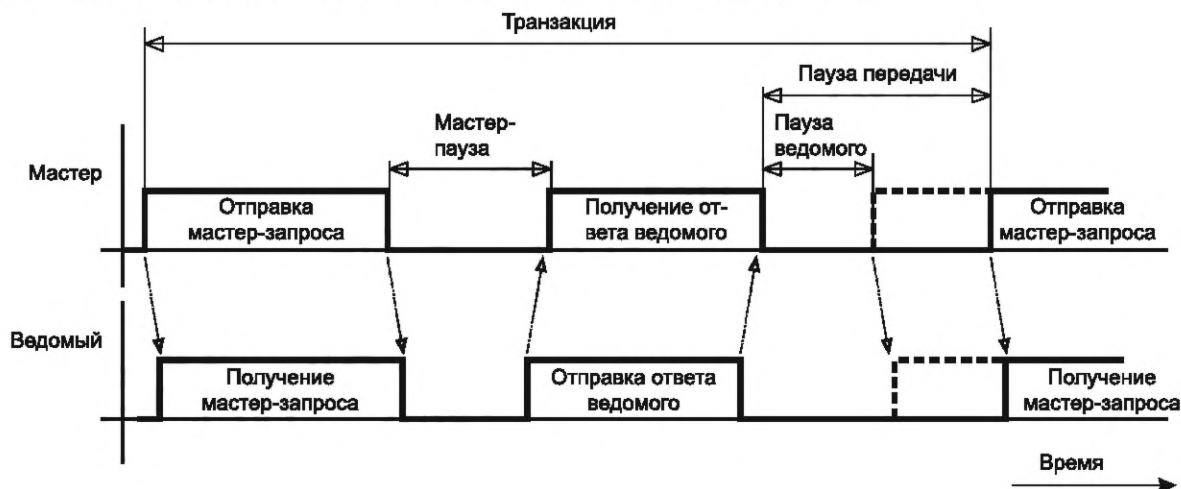 Транзакция
Пауза передачи
Мастер-
пауза
Пауза
ведомого
Мастер
Отправка
мастер-запроса
Получение от-
вета ведомого
Отправка
мастер-запроса
Ведомый
Получение
мастер-запроса
Отправка ответа
ведомого
Получение
мастер-запроса
Время